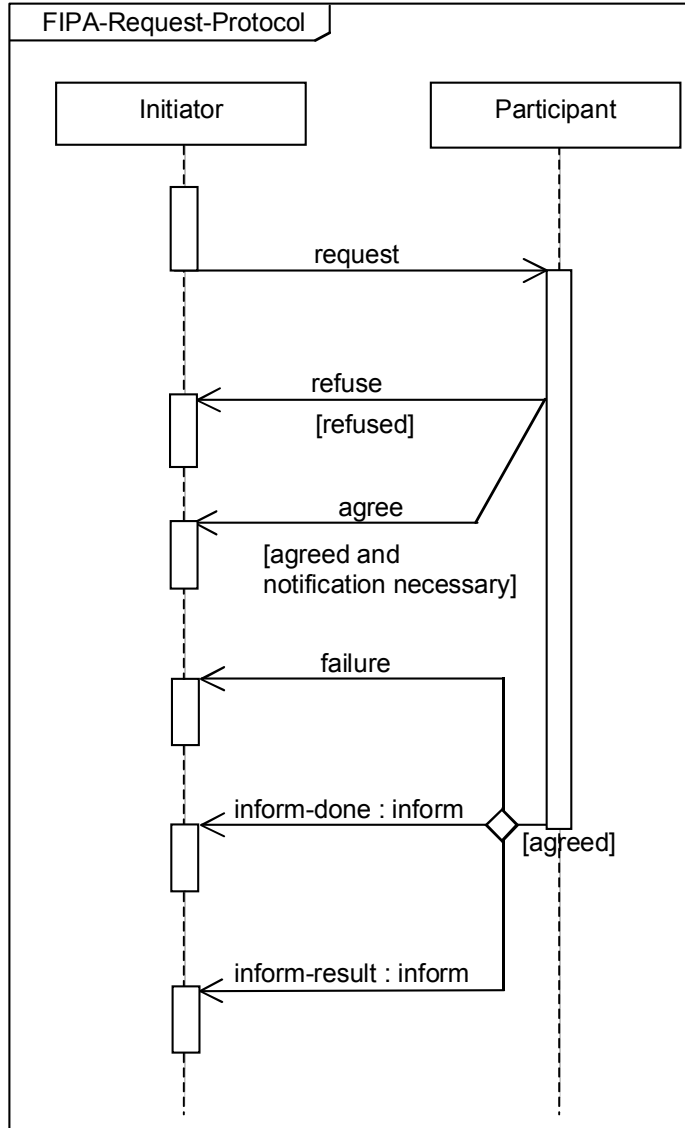 FIPA-Request-Protocol
Initiator
Participant
request
refuse
[refused]
agree
[agreed and
notification necessary]
failure
inform-done : inform
[agreed]
inform-result : inform